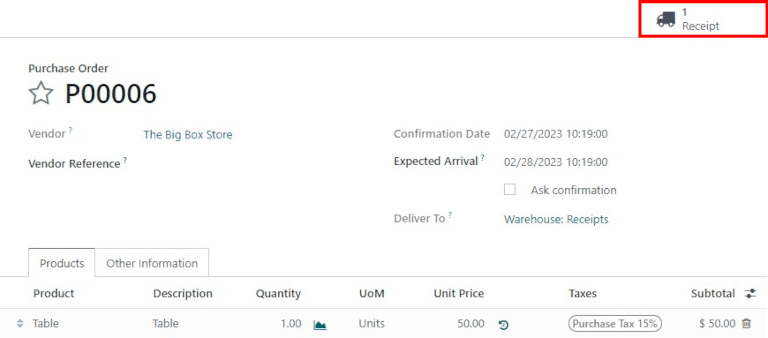 1
Receipt
Purchase Order
P00006
Vendor ? The Big Box Store Confirmation Date 02/27/2023 10:19:00
Vendor Reference ? Expected Arrival ? 02/28/2023 10:19:00
Ask confirmation
Deliver To ? Warehouse: Receipts
Products Other Information
Product Description Quantity UoM Unit Price Taxes Subtotal
Table Table 1.00 Units 50.00 Purchase Tax 15% $ 50.00